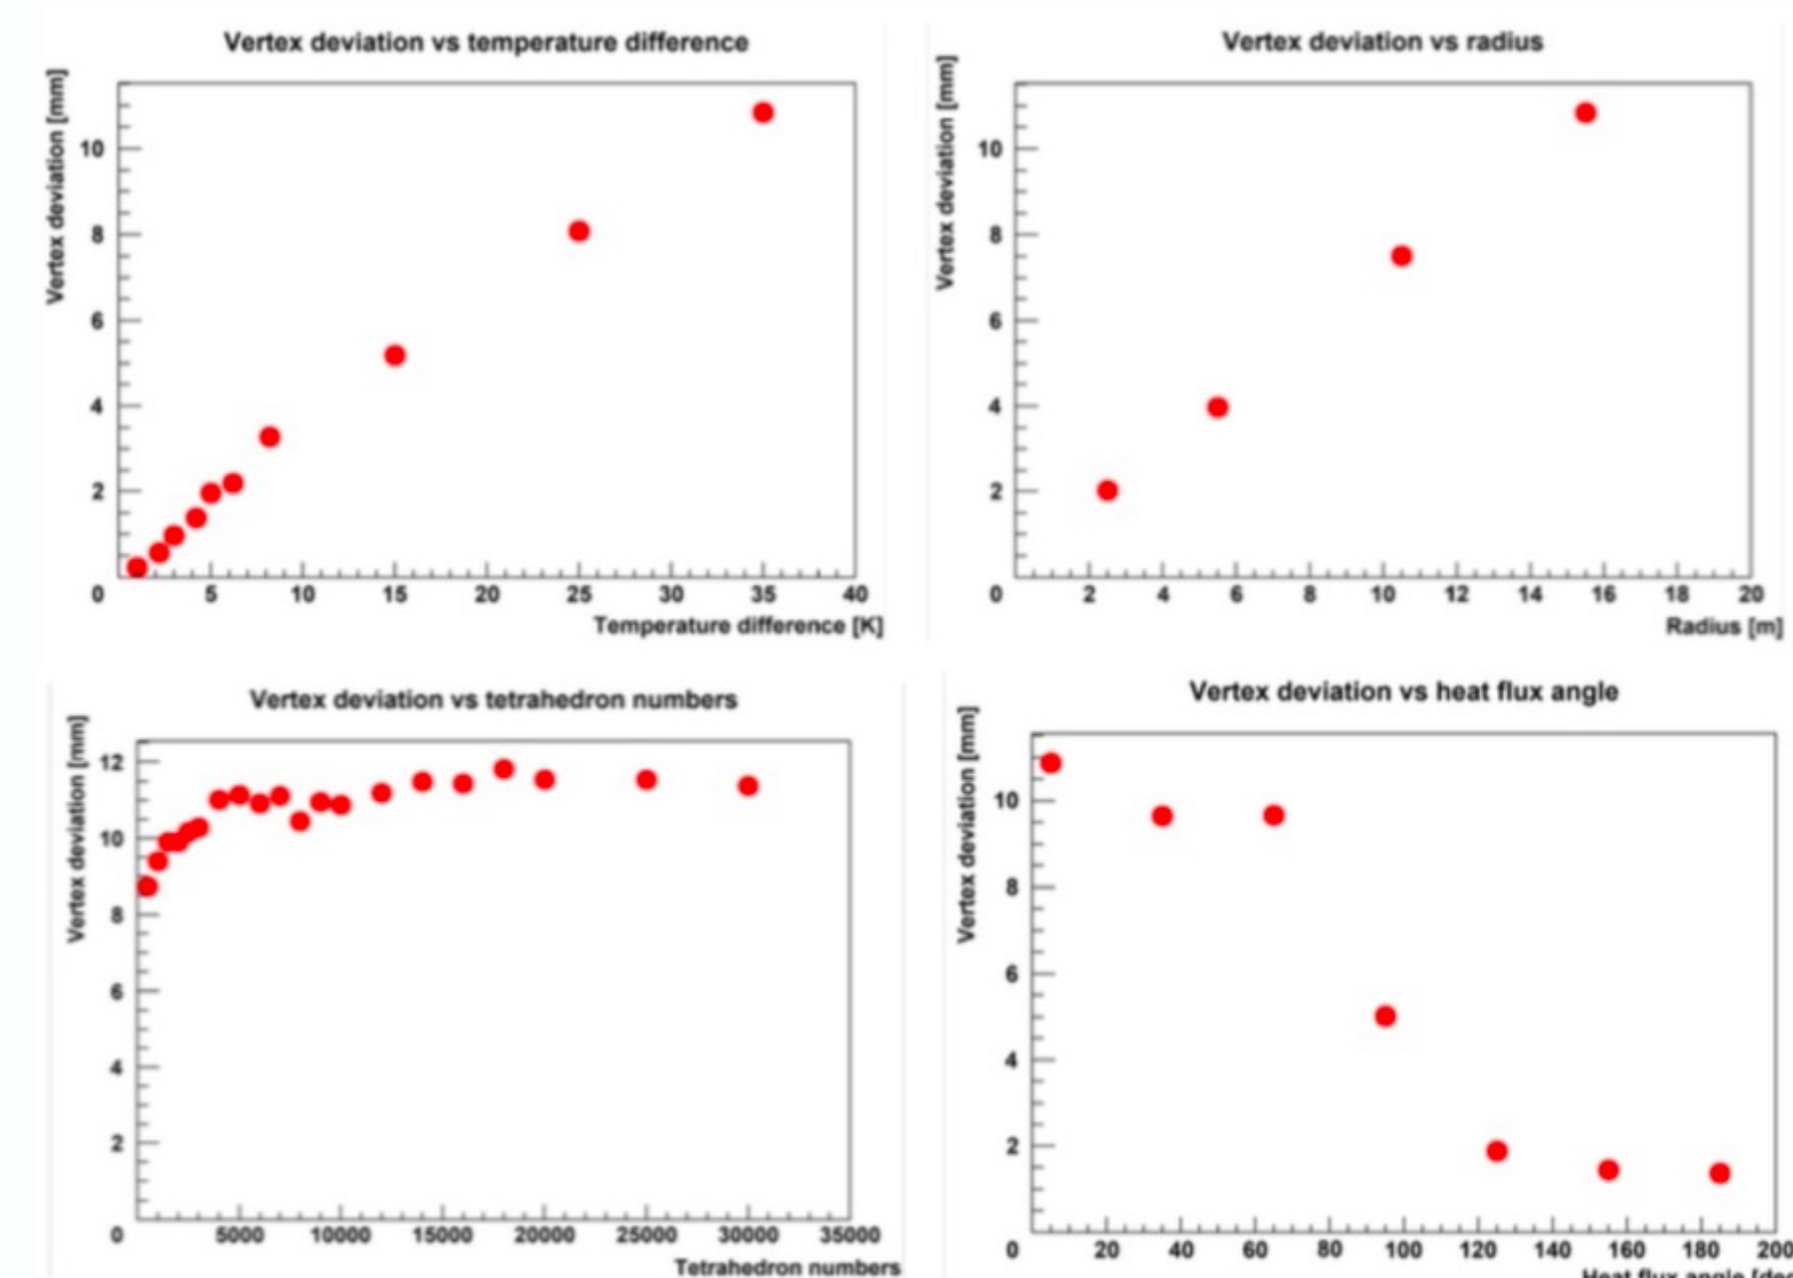 Vertex deviation vs temperature difference
Vertex deviation [mm]
10
8
6
4
2
0
5 10 15 20 25 30 35 40
Temperature difference [K]
Vertex deviation vs radius
Vertex deviation [mm]
10
8
6
4
2
0
2 4 6 8 10 12 14 16 18 20
Radius [m]
Vertex deviation vs tetrahedron numbers
Vertex deviation [mm]
12
10
8
6
4
2
0
5000 10000 15000 20000 25000 30000 35000
Tetrahedron numbers
Vertex deviation vs heat flux angle
Vertex deviation [mm]
10
8
6
4
2
0
20 40 60 80 100 120 140 160 180 200
Heat flux angle